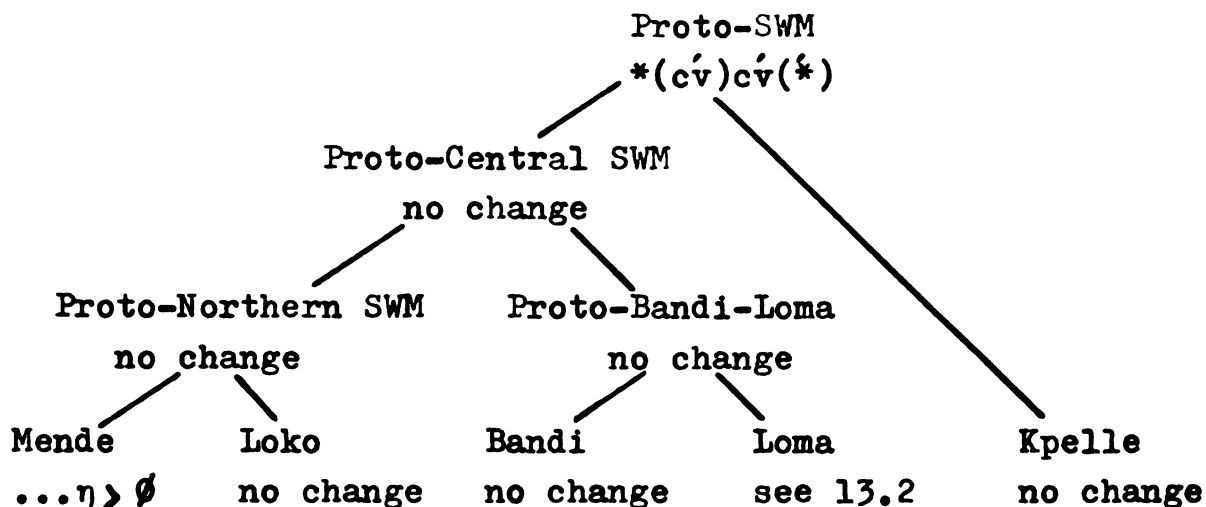 Proto-SWM
*(cv́)cv́(*́)
Proto-Central SWM
no change
Proto-Northern SWM Proto-Bandi-Loma
no change no change
Mende Loko Bandi Loma Kpelle
...η > ∅ no change no change see 13.2 no change